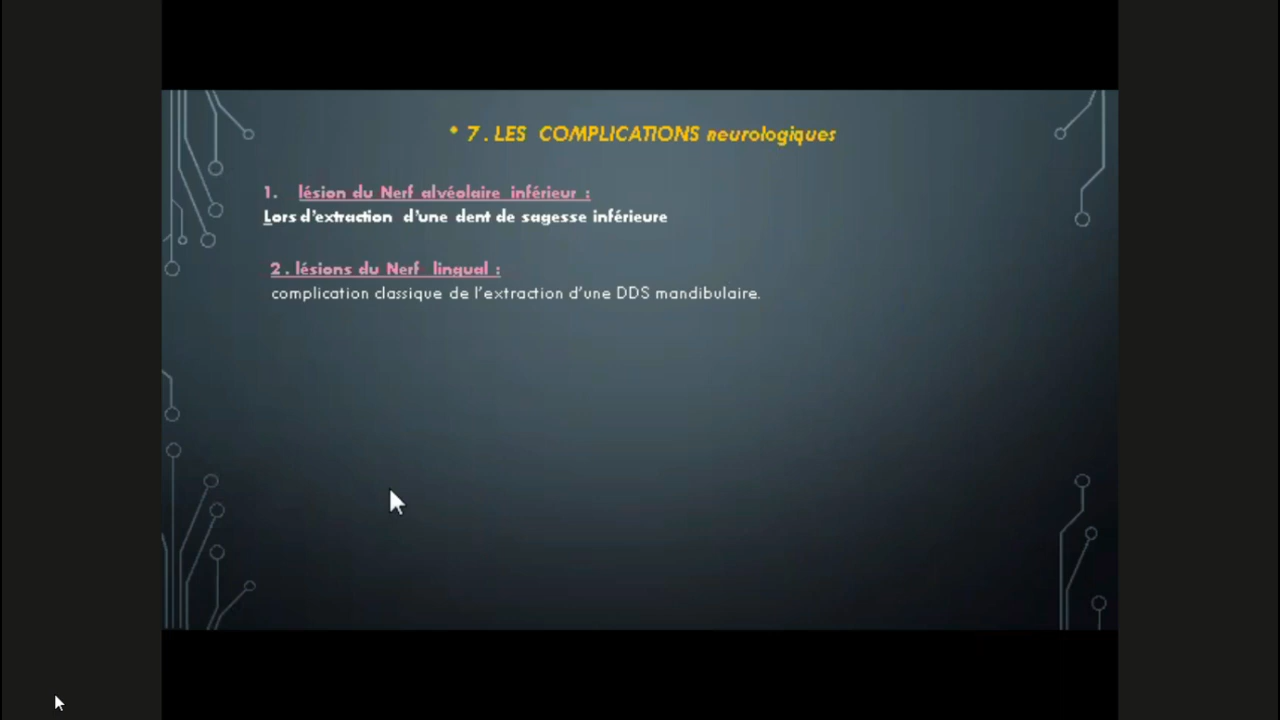 * 7 . LES COMPLICATIONS neurologiques
1. lésion du Nerf alvéolaire inférieur :
Lors d'extraction d'une dent de sagesse inférieure
2 . lésions du Nerf lingual :
complication classique de l'extraction d'une DDS mandibulaire.